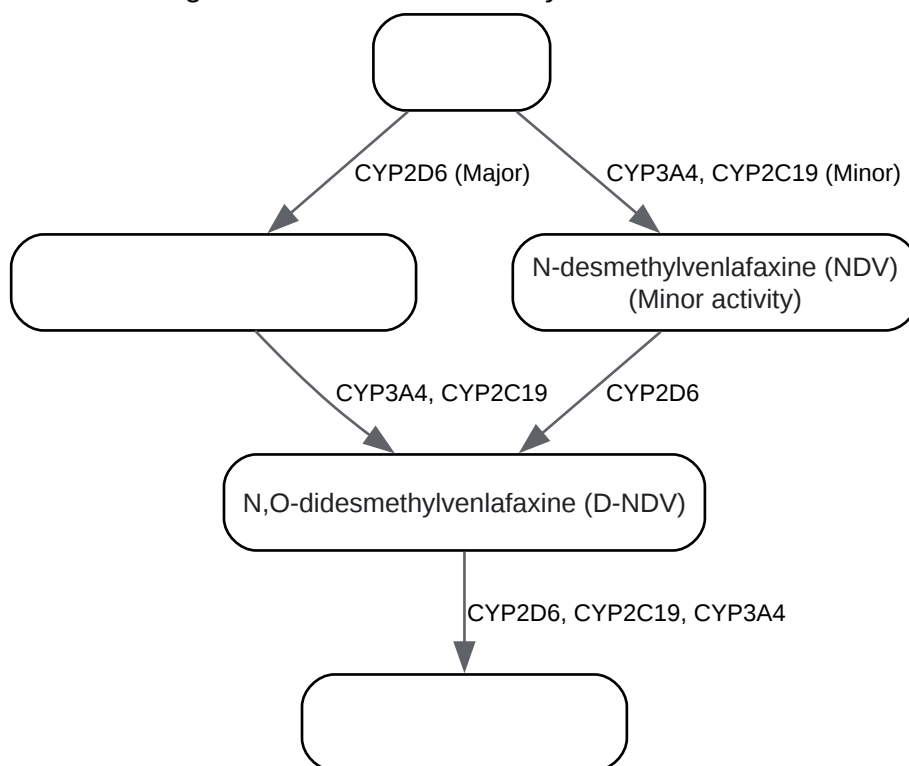 CYP2D6 (Major)
CYP3A4, CYP2C19 (Minor)
N-desmethylvenlafaxine (NDV)
(Minor activity)
CYP3A4, CYP2C19
CYP2D6
N,O-didesmethylvenlafaxine (D-NDV)
CYP2D6, CYP2C19, CYP3A4